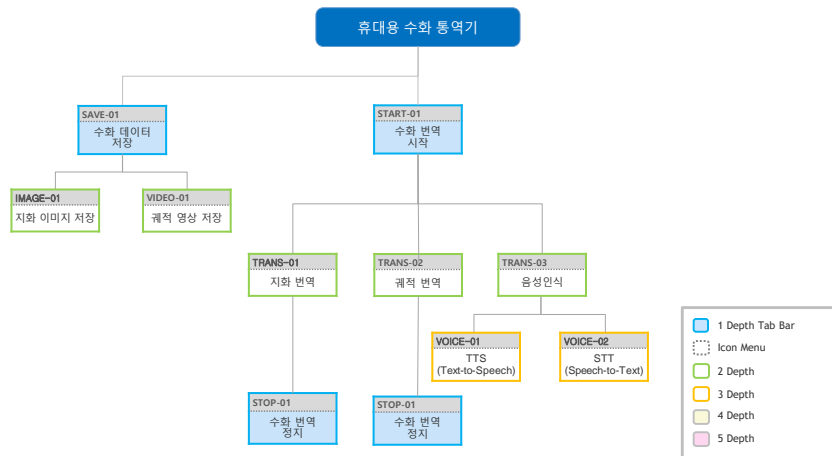 휴대용 수화 통역기
SAVE-01
수화 데이터
저장
START-01
수화 번역
시작
IMAGE-01
지화 이미지 저장
VIDEO-01
궤적 영상 저장
TRANS-01
지화 번역
TRANS-02
궤적 번역
TRANS-03
음성인식
VOICE-01
TTS
(Text-to-Speech)
VOICE-02
STT
(Speech-to-Text)
STOP-01
수화 번역
정지
STOP-01
수화 번역
정지
1 Depth Tab Bar
Icon Menu
2 Depth
3 Depth
4 Depth
5 Depth